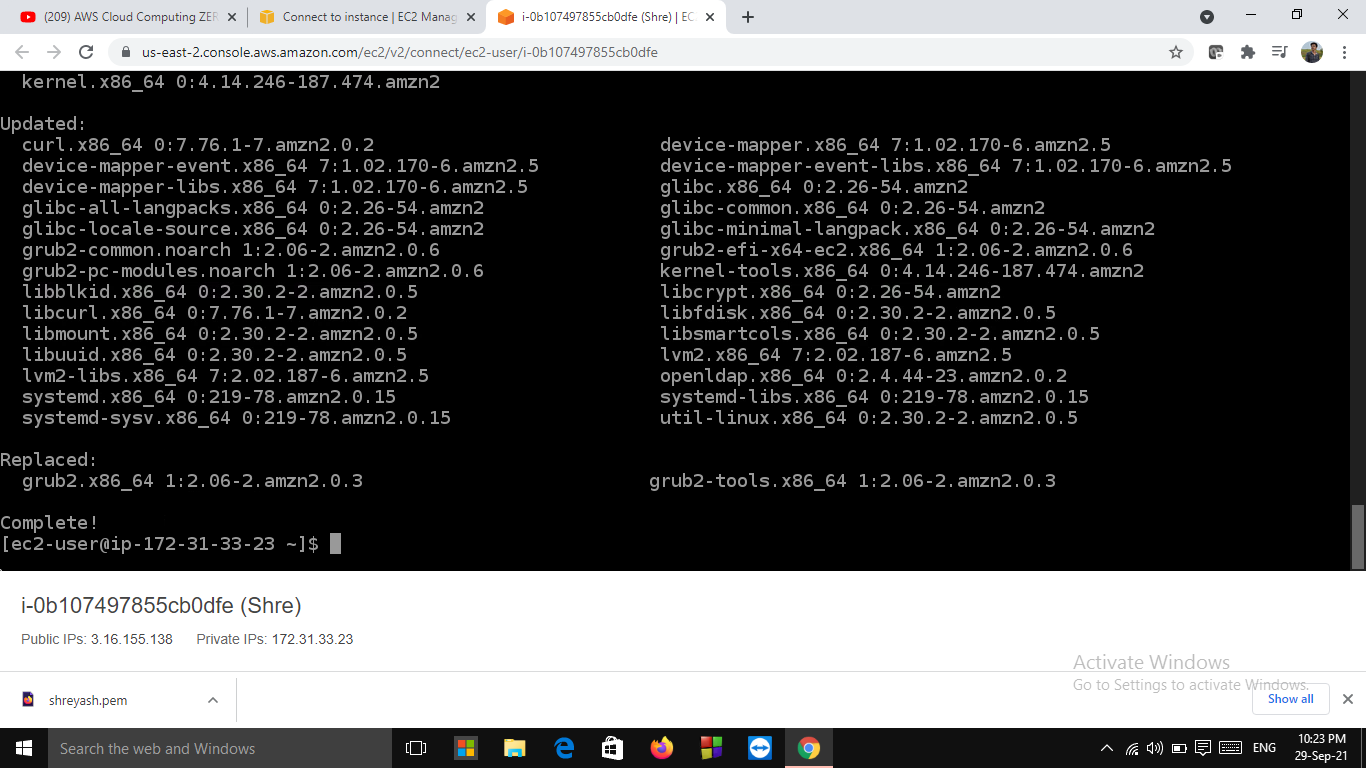 (209) AWS Cloud Computing ZER
Connect to instance | EC2 Manag
i-0b107497855cb0dfe (Shre) | EC
us-east-2.console.aws.amazon.com/ec2/v2/connect/ec2-user/i-0b107497855cb0dfe
kernel.x86_64 0:4.14.246-187.474.amzn2
Updated:
curl.x86_64 0:7.76.1-7.amzn2.0.2 device-mapper.x86_64 7:1.02.170-6.amzn2.5
device-mapper-event.x86_64 7:1.02.170-6.amzn2.5 device-mapper-event-libs.x86_64 7:1.02.170-6.amzn2.5
device-mapper-libs.x86_64 7:1.02.170-6.amzn2.5 glibc.x86_64 0:2.26-54.amzn2
glibc-all-langpacks.x86_64 0:2.26-54.amzn2 glibc-common.x86_64 0:2.26-54.amzn2
glibc-locale-source.x86_64 0:2.26-54.amzn2 glibc-minimal-langpack.x86_64 0:2.26-54.amzn2
grub2-common.noarch 1:2.06-2.amzn2.0.6 grub2-efi-x64-ec2.x86_64 1:2.06-2.amzn2.0.6
grub2-pc-modules.noarch 1:2.06-2.amzn2.0.6 kernel-tools.x86_64 0:4.14.246-187.474.amzn2
libblkid.x86_64 0:2.30.2-2.amzn2.0.5 libcrypt.x86_64 0:2.26-54.amzn2
libcurl.x86_64 0:7.76.1-7.amzn2.0.2 libfdisk.x86_64 0:2.30.2-2.amzn2.0.5
libmount.x86_64 0:2.30.2-2.amzn2.0.5 libsmartcols.x86_64 0:2.30.2-2.amzn2.0.5
libuuid.x86_64 0:2.30.2-2.amzn2.0.5 lvm2.x86_64 7:2.02.187-6.amzn2.5
lvm2-libs.x86_64 7:2.02.187-6.amzn2.5 openldap.x86_64 0:2.4.44-23.amzn2.0.2
systemd.x86_64 0:219-78.amzn2.0.15 systemd-libs.x86_64 0:219-78.amzn2.0.15
systemd-sysv.x86_64 0:219-78.amzn2.0.15 util-linux.x86_64 0:2.30.2-2.amzn2.0.5
Replaced:
grub2.x86_64 1:2.06-2.amzn2.0.3 grub2-tools.x86_64 1:2.06-2.amzn2.0.3
Complete!
[ec2-user@ip-172-31-33-23 ~]$
i-0b107497855cb0dfe (Shre)
Public IPs: 3.16.155.138 Private IPs: 172.31.33.23
Activate Windows
Go to Settings to activate Windows.
shreyash.pem
Show all
Search the web and Windows
ENG
10:23 PM
29-Sep-21